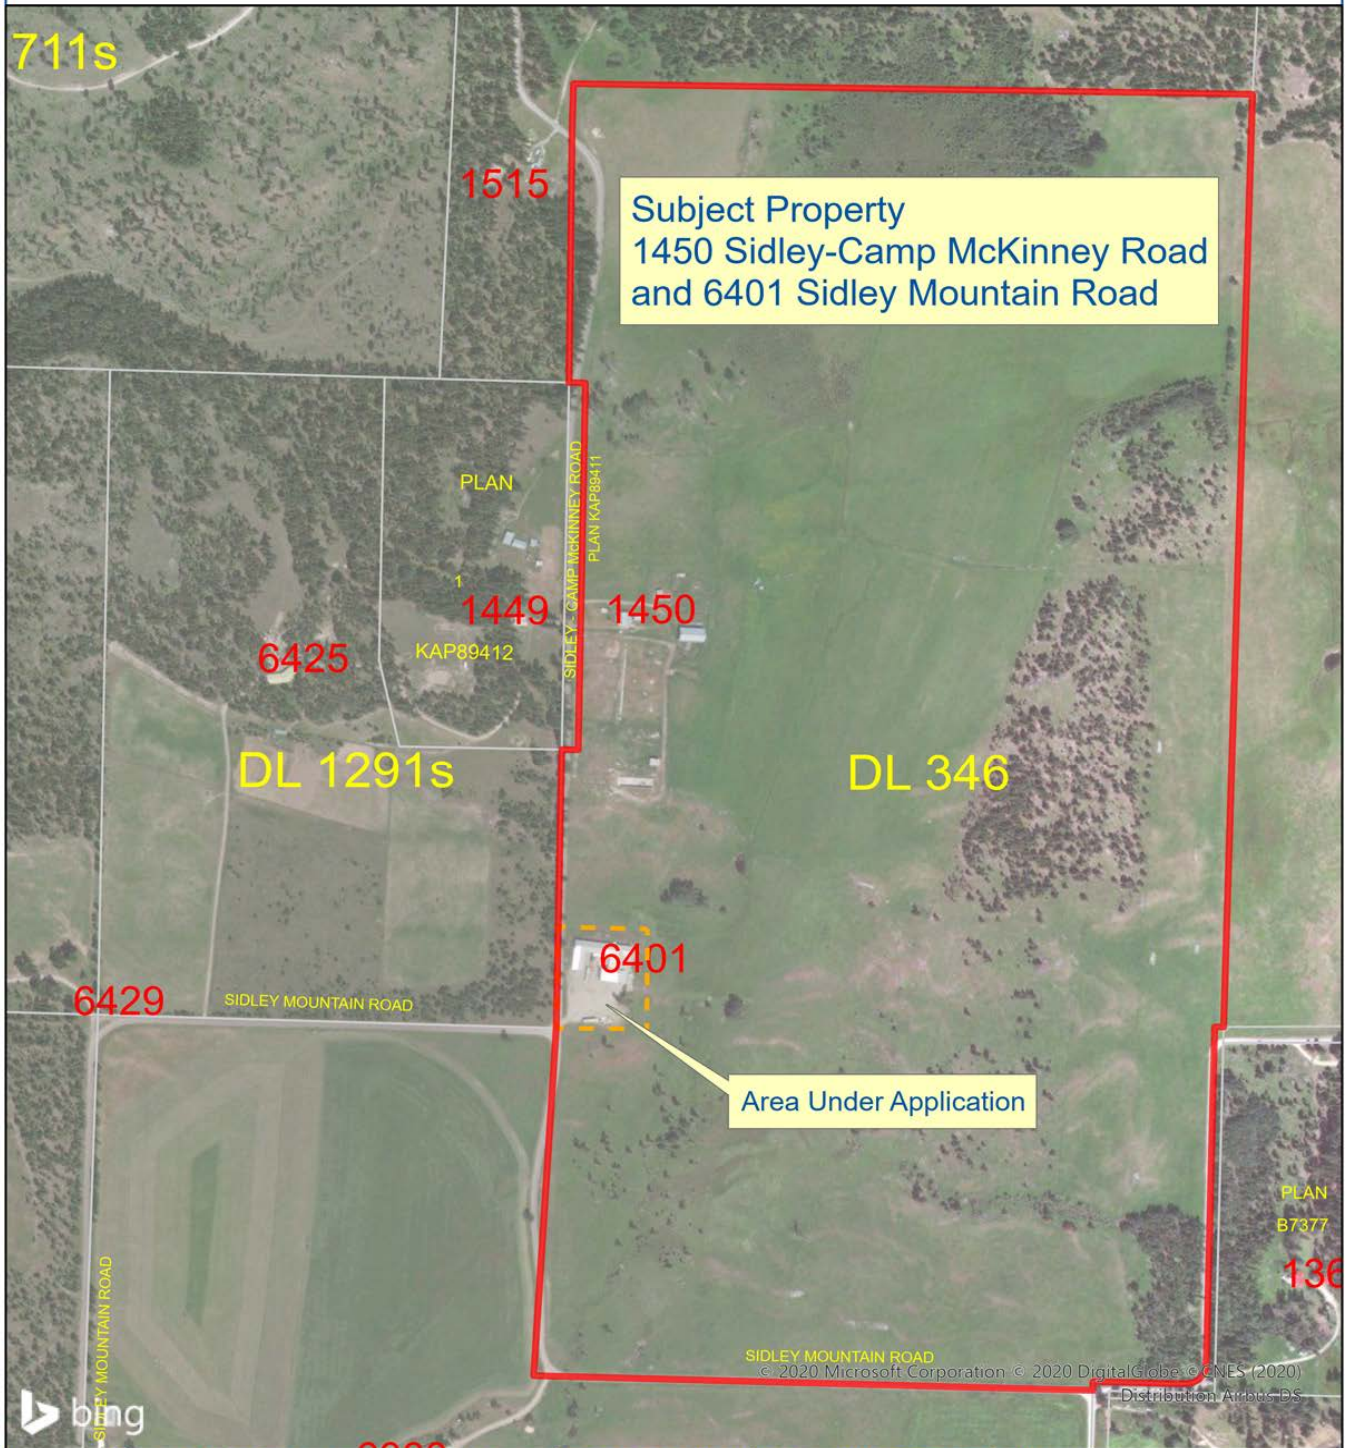 711s
1515
Subject Property
1450 Sidley-Camp McKinney Road
and 6401 Sidley Mountain Road
PLAN
SIDLEY - CAMP McKINNEY ROAD
PLAN KAP89411
1
1449
1450
KAP89412
6425
DL 1291s
DL 346
6401
6429
SIDLEY MOUNTAIN ROAD
Area Under Application
PLAN
B7377
136
SIDLEY MOUNTAIN ROAD
SIDLEY MOUNTAIN ROAD
© 2020 Microsoft Corporation © 2020 DigitalGlobe © CNES (2020)
Distribution Airbus DS
bing